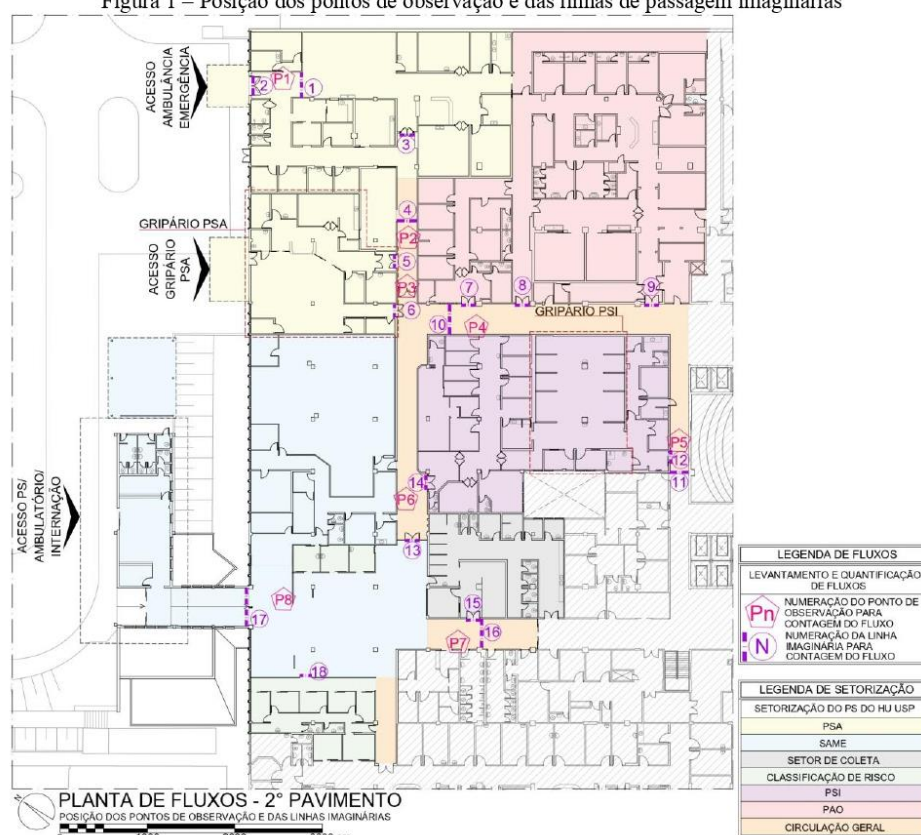 Figura 1 – Posição dos pontos de observação e das linhas de passagem imaginárias
ACESSO
AMBULÂNCIA
EMERGÊNCIA
2
P1
1
3
4
GRIPÁRIO PSA
P2
ACESSO
GRIPÁRIO
PSA
5
P3
6
7
8
9
10
P4
GRIPÁRIO PSI
P5
12
11
14
P6
13
ACESSO PS/
AMBULATÓRIO/
INTERNAÇÃO
P8
17
15
16
P7
18
LEGENDA DE FLUXOS
LEVANTAMENTO E QUANTIFICAÇÃO
DE FLUXOS
Pn
NUMERAÇÃO DO PONTO DE
OBSERVAÇÃO PARA
CONTAGEM DO FLUXO
N
NUMERAÇÃO DA LINHA
IMAGINÁRIA PARA
CONTAGEM DO FLUXO
LEGENDA DE SETORIZAÇÃO
SETORIZAÇÃO DO PS DO HU USP
PSA
SAME
SETOR DE COLETA
CLASSIFICAÇÃO DE RISCO
PSI
PAO
CIRCULAÇÃO GERAL
N
PLANTA DE FLUXOS - 2° PAVIMENTO
POSIÇÃO DOS PONTOS DE OBSERVAÇÃO E DAS LINHAS IMAGINÁRIAS